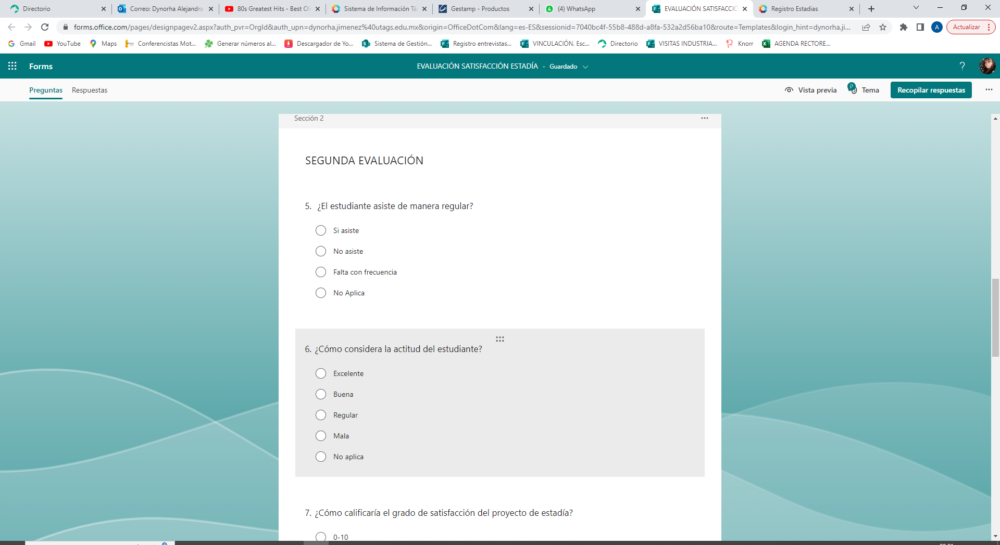 Directorio
Correo: Dynorha Alejandra
80s Greatest Hits - Best Ol
Sistema de Información Tá
Gestamp - Productos
(4) WhatsApp
EVALUACIÓN SATISFACCIÓ
Registro Estadias
forms.office.com/pages/designpagev2.aspx?auth_pvr=OrgId&auth_upn=dynorha.jimenez%40utags.edu.mx&origin=OfficeDotCom&lang=es-ES&sessionid=7040bc4f-55b8-488d-a8fa-532a2d56ba10&route=Templates&login_hint=dynorha.ji...
A
Actualizar
Gmail
YouTube
Maps
Conferencistas Mot...
Generar números al...
Descargador de Yo...
Sistema de Gestión...
Registro entrevistas...
VINCULACIÓN. Esc...
Directorio
VISITAS INDUSTRIA...
Knorr
AGENDA RECTORE...
Forms
EVALUACIÓN SATISFACCIÓN ESTADÍA - Guardado
?
Preguntas
Respuestas
Vista previa
Tema
Recopilar respuestas
Sección 2
SEGUNDA EVALUACIÓN
5. ¿El estudiante asiste de manera regular?
Si asiste
No asiste
Falta con frecuencia
No Aplica
6. ¿Cómo considera la actitud del estudiante?
Excelente
Buena
Regular
Mala
No aplica
7. ¿Cómo calificaría el grado de satisfacción del proyecto de estadía?
0-10